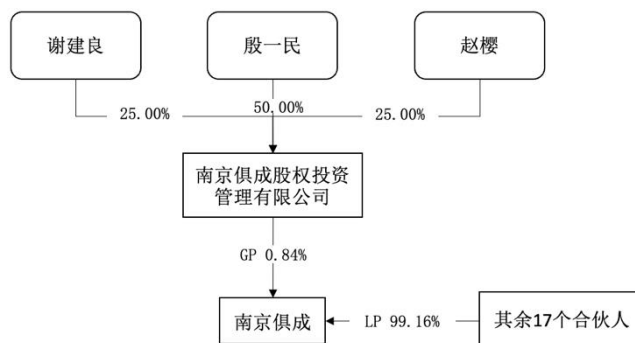 谢建良
殷一民
赵樱
25.00%
50.00%
25.00%
南京俱成股权投资
管理有限公司
GP 0.84%
南京俱成
LP 99.16%
其余17个合伙人